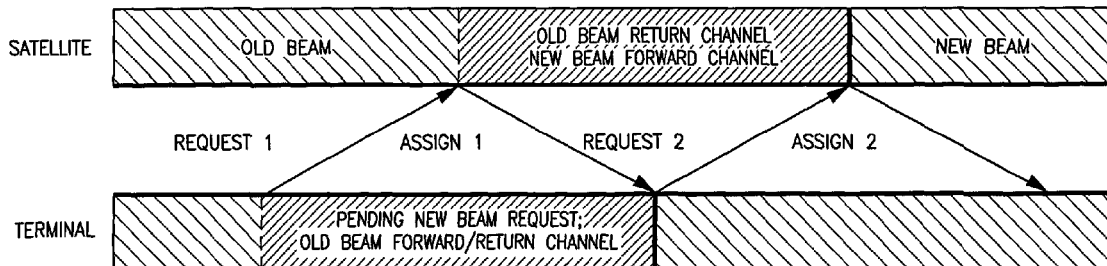 SATELLITE
OLD BEAM
OLD BEAM RETURN CHANNEL
NEW BEAM FORWARD CHANNEL
NEW BEAM
REQUEST 1
ASSIGN 1
REQUEST 2
ASSIGN 2
TERMINAL
PENDING NEW BEAM REQUEST;
OLD BEAM FORWARD/RETURN CHANNEL